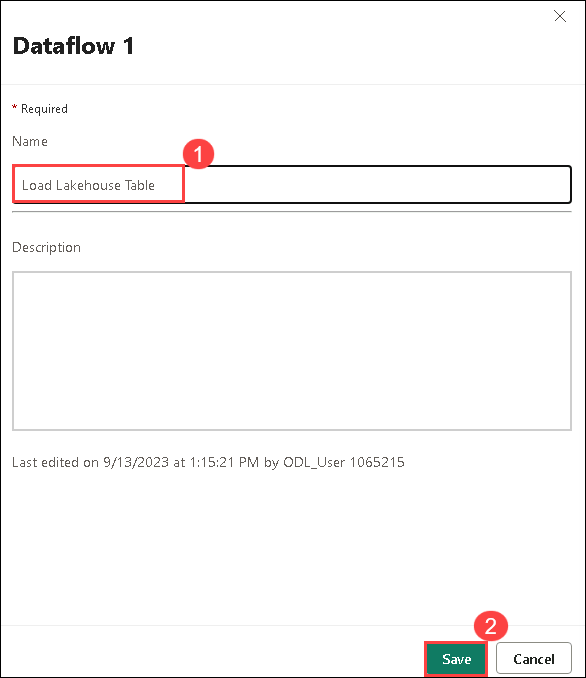 Dataflow 1
* Required
Name
1
Load Lakehouse Table
Description
Last edited on 9/13/2023 at 1:15:21 PM by ODL_User 1065215
2
Save Cancel